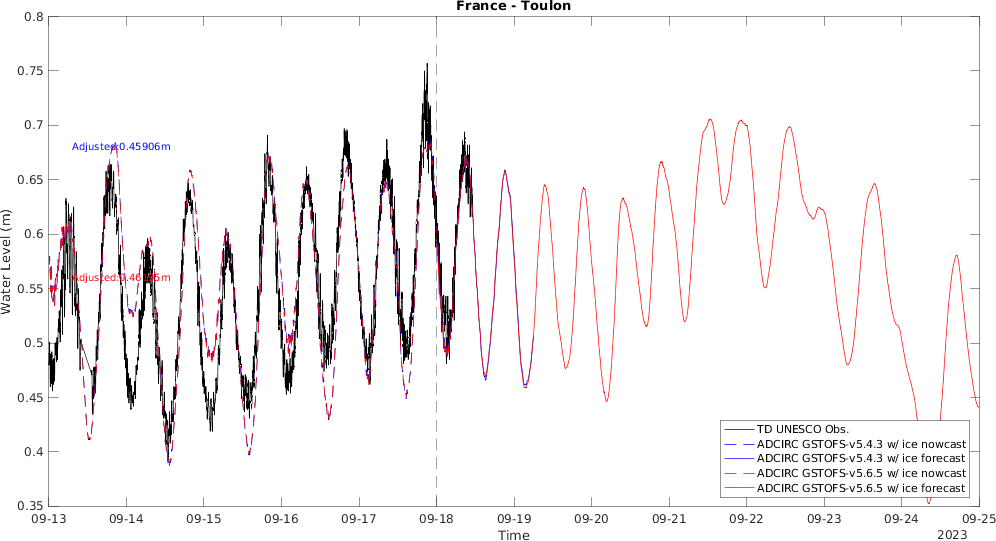 France - Toulon
0.8
0.75
0.7
0.65
0.6
0.55
0.5
0.45
0.4
0.35
Water Level (m)
Adjusted:0.45906m
TD UNESCO Obs.
ADCIRC GSTOFS-v5.4.3 w/ ice nowcast
ADCIRC GSTOFS-v5.4.3 w/ ice forecast
ADCIRC GSTOFS-v5.6.5 w/ ice nowcast
ADCIRC GSTOFS-v5.6.5 w/ ice forecast
09-13 09-14 09-15 09-16 09-17 09-18 09-19 09-20 09-21 09-22 09-23 09-24 09-25
Time
2023